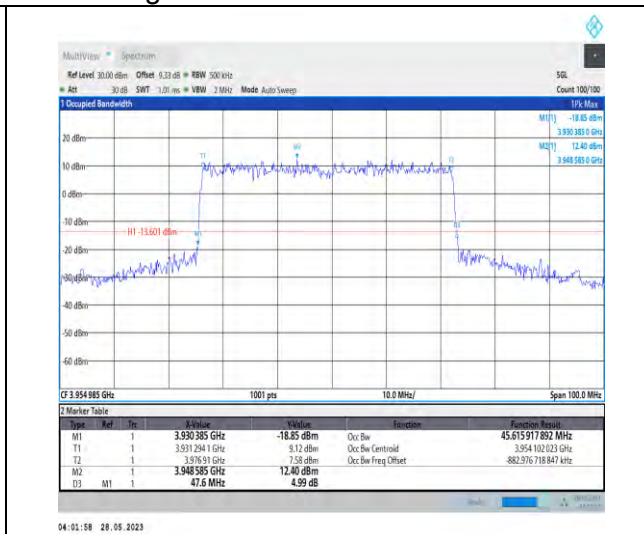 MultiView Spectrum
Ref Level 30.00 dBm Offset 9.33 dB RBW 500 kHz SGL
Att 30 dB SWT 1.01 ms VBW 2 MHz Mode Auto Sweep Count 100/100
1 Occupied Bandwidth 1Pk Max
M1[1] -18.85 dBm
3.930 385 0 GHz
M2[1] 12.40 dBm
3.948 585 0 GHz
20 dBm
T1 M2 T2
10 dBm
0 dBm
-10 dBm
H1 -13.601 dBm M1 D3
-20 dBm
-30 dBm
-40 dBm
-50 dBm
-60 dBm
CF 3.954 985 GHz 1001 pts 10.0 MHz/ Span 100.0 MHz
2 Marker Table
Type Ref Trc X-Value Y-Value Function Function Result
M1 1 3.930 385 GHz -18.85 dBm Occ Bw 45.615 917 892 MHz
T1 1 3.931 294 1 GHz 9.12 dBm Occ Bw Centroid 3.954 102 023 GHz
T2 1 3.976 91 GHz 7.58 dBm Occ Bw Freq Offset -882.976 718 847 kHz
M2 1 3.948 585 GHz 12.40 dBm
D3 M1 1 47.6 MHz 4.99 dB
04:01:58 28.05.2023